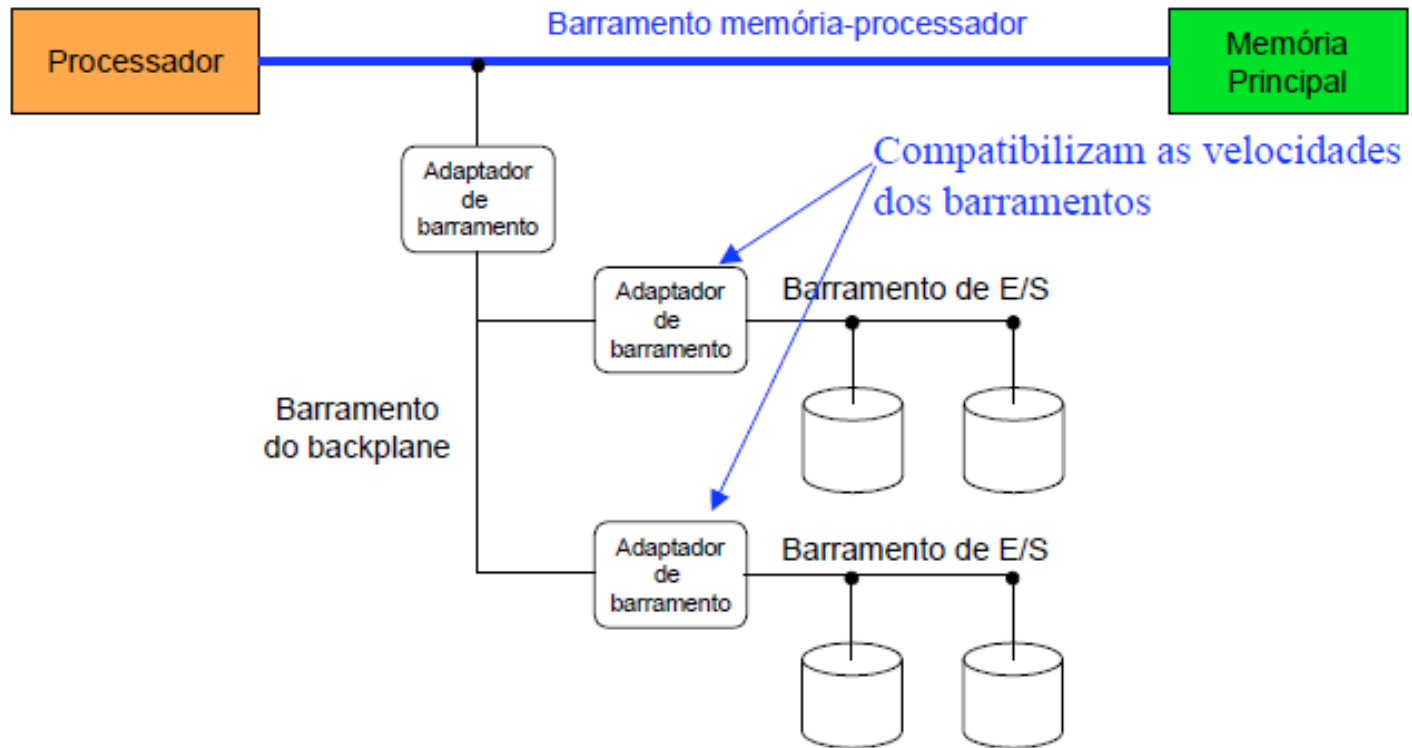 Barramento memória-processador
Processador
Memória
Principal
Adaptador
de
barramento
Compatibilizam as velocidades
dos barramentos
Adaptador
de
barramento
Barramento de E/S
Barramento
do backplane
Adaptador
de
barramento
Barramento de E/S